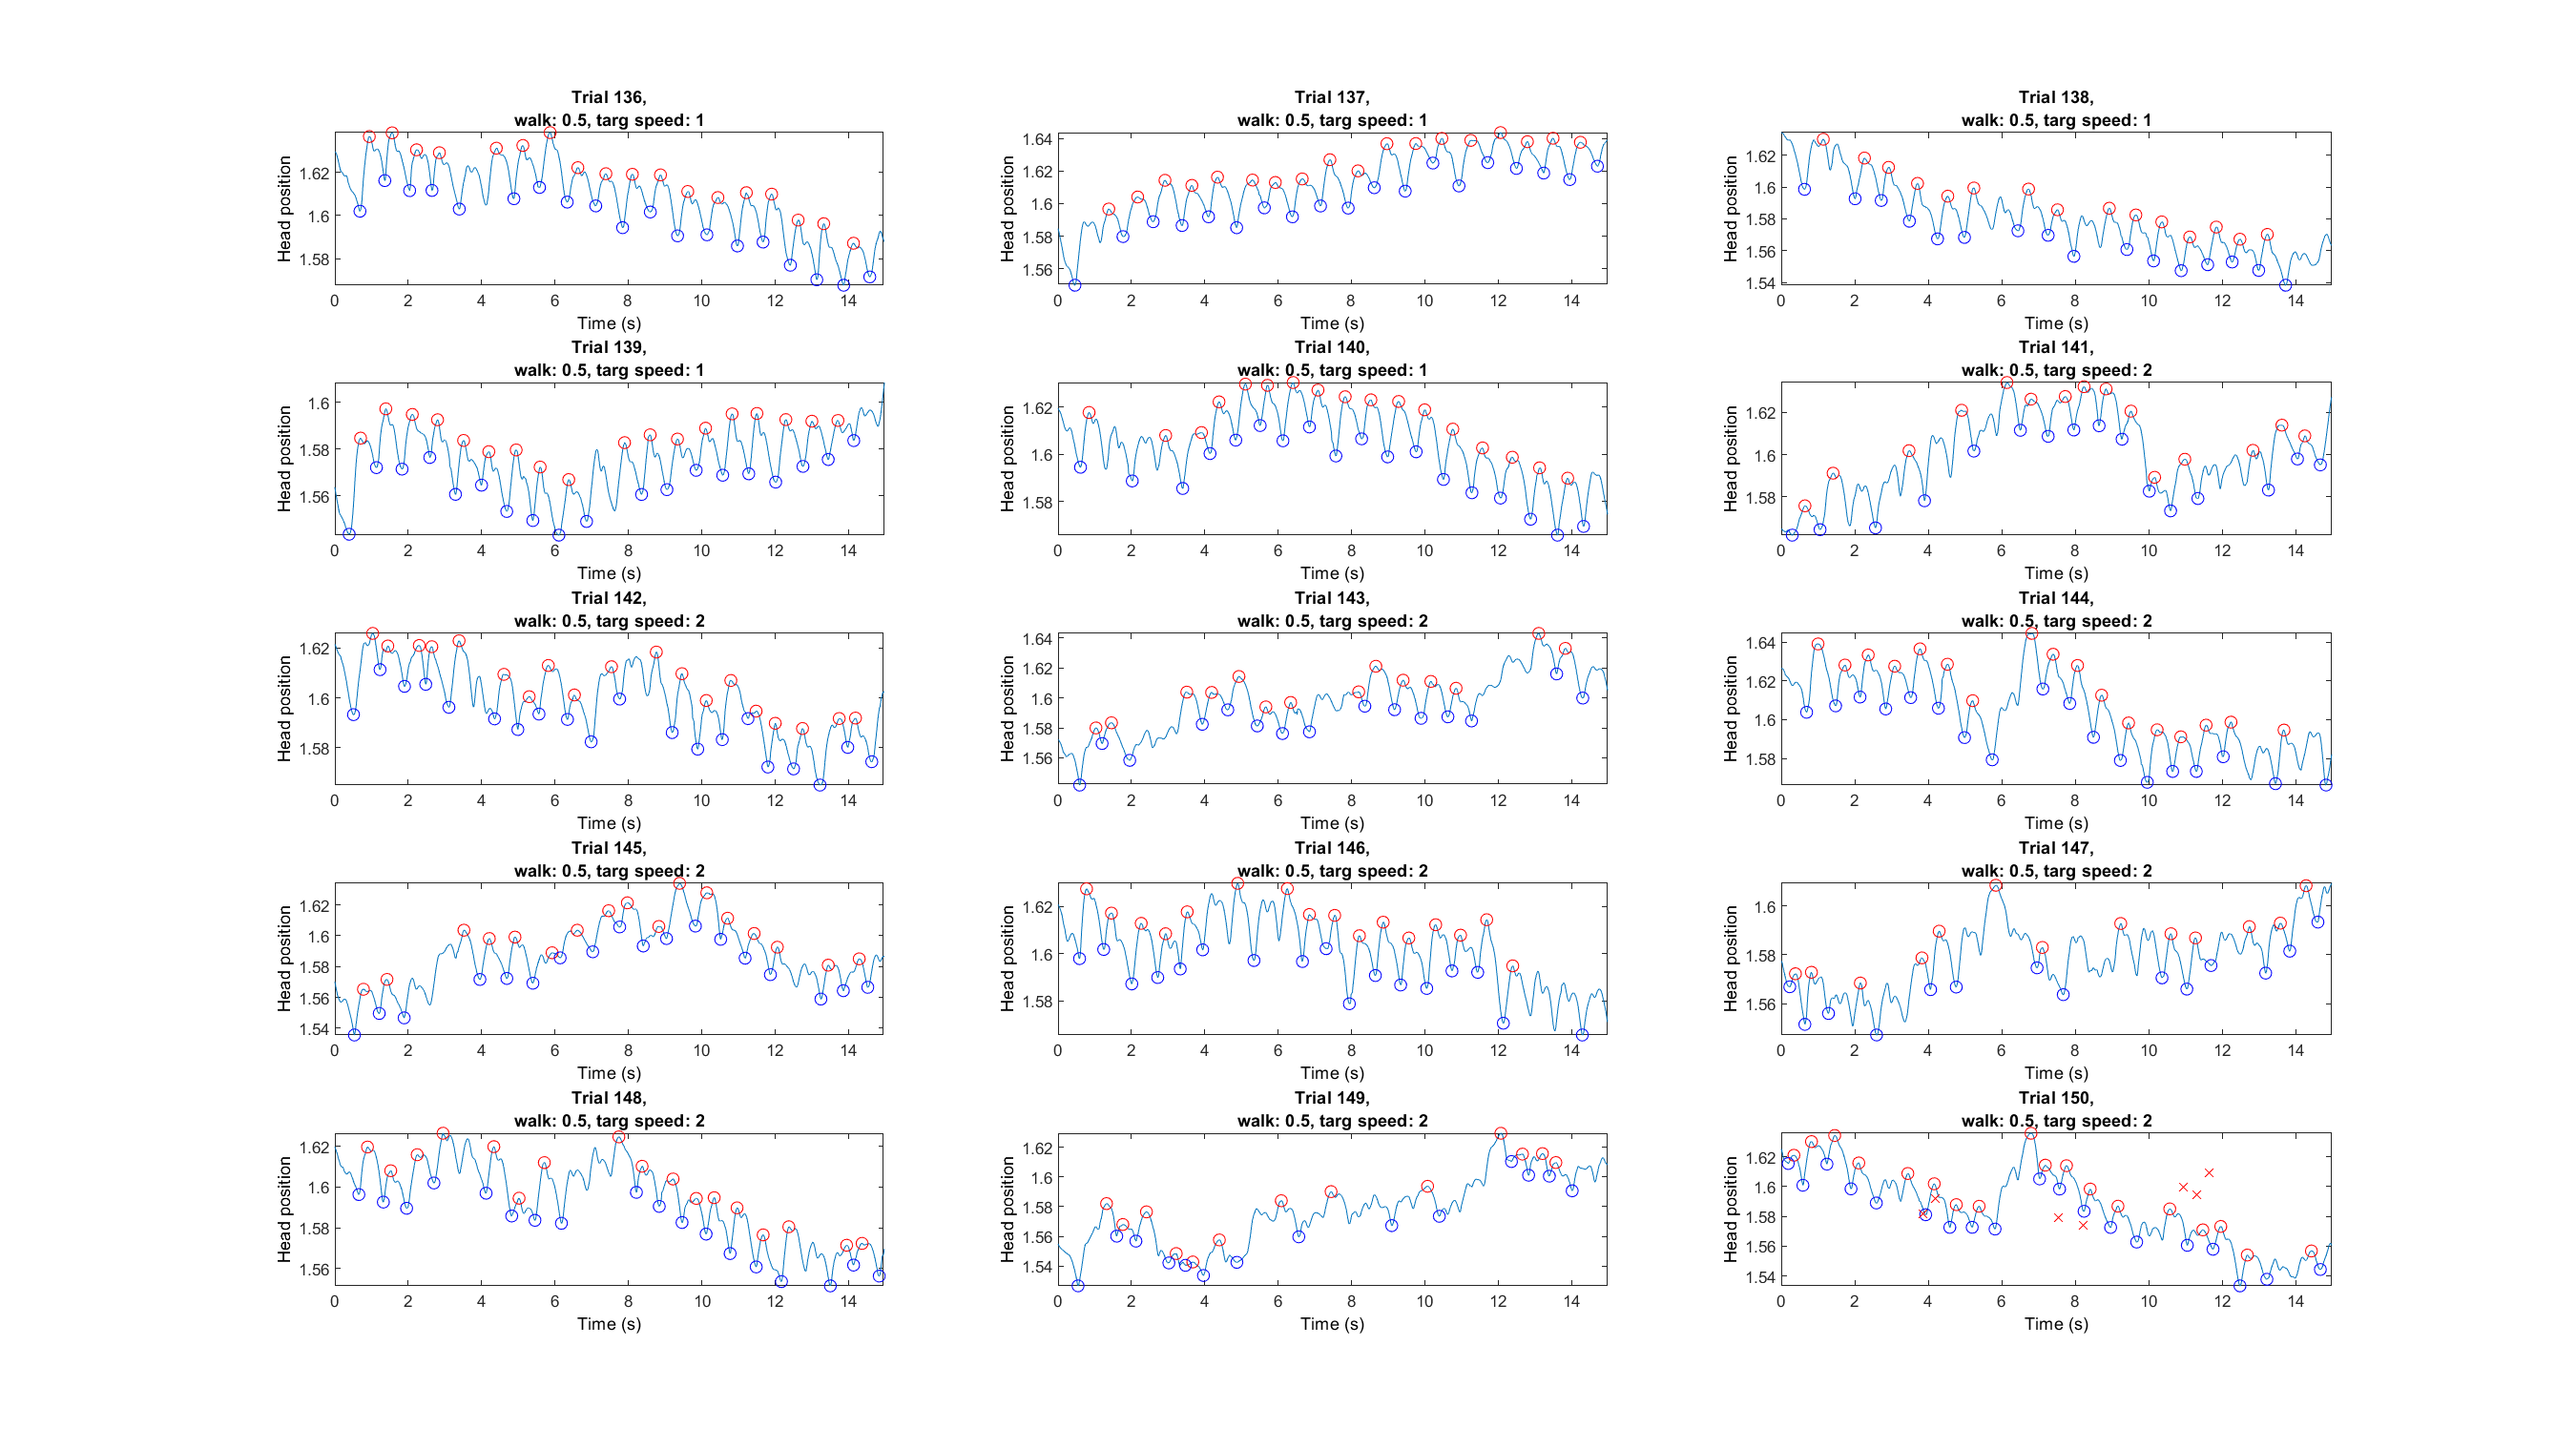 Trial 136,
walk: 0.5, targ speed: 1
Head position
1.62
1.6
1.58
0 2 4 6 8 10 12 14
Time (s)
Trial 137,
walk: 0.5, targ speed: 1
Head position
1.64
1.62
1.6
1.58
1.56
0 2 4 6 8 10 12 14
Time (s)
Trial 138,
walk: 0.5, targ speed: 1
Head position
1.62
1.6
1.58
1.56
1.54
0 2 4 6 8 10 12 14
Time (s)
Trial 139,
walk: 0.5, targ speed: 1
Head position
1.6
1.58
1.56
0 2 4 6 8 10 12 14
Time (s)
Trial 140,
walk: 0.5, targ speed: 1
Head position
1.62
1.6
1.58
0 2 4 6 8 10 12 14
Time (s)
Trial 141,
walk: 0.5, targ speed: 2
Head position
1.62
1.6
1.58
0 2 4 6 8 10 12 14
Time (s)
Trial 142,
walk: 0.5, targ speed: 2
Head position
1.62
1.6
1.58
0 2 4 6 8 10 12 14
Time (s)
Trial 143,
walk: 0.5, targ speed: 2
Head position
1.64
1.62
1.6
1.58
1.56
0 2 4 6 8 10 12 14
Time (s)
Trial 144,
walk: 0.5, targ speed: 2
Head position
1.64
1.62
1.6
1.58
0 2 4 6 8 10 12 14
Time (s)
Trial 145,
walk: 0.5, targ speed: 2
Head position
1.62
1.6
1.58
1.56
1.54
0 2 4 6 8 10 12 14
Time (s)
Trial 146,
walk: 0.5, targ speed: 2
Head position
1.62
1.6
1.58
0 2 4 6 8 10 12 14
Time (s)
Trial 147,
walk: 0.5, targ speed: 2
Head position
1.6
1.58
1.56
0 2 4 6 8 10 12 14
Time (s)
Trial 148,
walk: 0.5, targ speed: 2
Head position
1.62
1.6
1.58
1.56
0 2 4 6 8 10 12 14
Time (s)
Trial 149,
walk: 0.5, targ speed: 2
Head position
1.62
1.6
1.58
1.56
1.54
0 2 4 6 8 10 12 14
Time (s)
Trial 150,
walk: 0.5, targ speed: 2
Head position
1.62
1.6
1.58
1.56
1.54
0 2 4 6 8 10 12 14
Time (s)